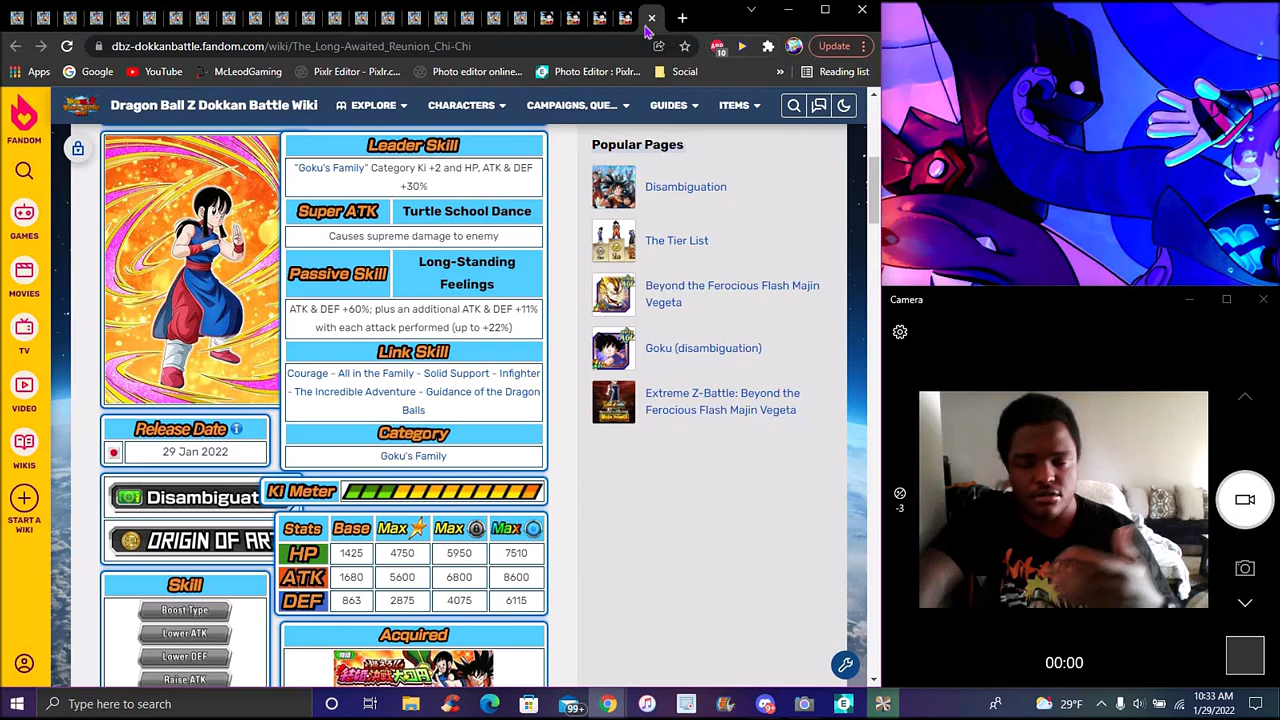 dbz-dokkanbattle.fandom.com/wiki/The_Long-Awaited_Reunion_Chi-Chi
10
Update
Apps
Google
YouTube
McLeodGaming
Pixlr Editor - Pixlr.c...
Photo editor online...
Photo Editor : Pixlr...
Social
»
Reading list
FANDOM
GAMES
MOVIES
TV
VIDEO
WIKIS
START A
WIKI
Dragon Ball Z Dokkan Battle Wiki
EXPLORE
CHARACTERS
CAMPAIGNS, QUE...
GUIDES
ITEMS
Leader Skill
"Goku's Family" Category Ki +2 and HP, ATK & DEF
+30%
Super ATK
Turtle School Dance
Causes supreme damage to enemy
Passive Skill
Long-Standing
Feelings
ATK & DEF +60%; plus an additional ATK & DEF +11%
with each attack performed (up to +22%)
Link Skill
Courage - All in the Family - Solid Support - Infighter
- The Incredible Adventure - Guidance of the Dragon
Balls
Category
Goku's Family
Release Date
29 Jan 2022
Disambiguat
ORIGIN OF ART
Ki Meter
Stats Base Max Max Max
HP 1425 4750 5950 7510
ATK 1680 5600 6800 8600
DEF 863 2875 4075 6115
Skill
Boost Type
Lower ATK
Lower DEF
Raise ATK
Acquired
Popular Pages
Disambiguation
The Tier List
Beyond the Ferocious Flash Majin
Vegeta
Goku (disambiguation)
Extreme Z-Battle: Beyond the
Ferocious Flash Majin Vegeta
Camera
-3
00:00
Type here to search
99+
29°F
10:33 AM
1/29/2022